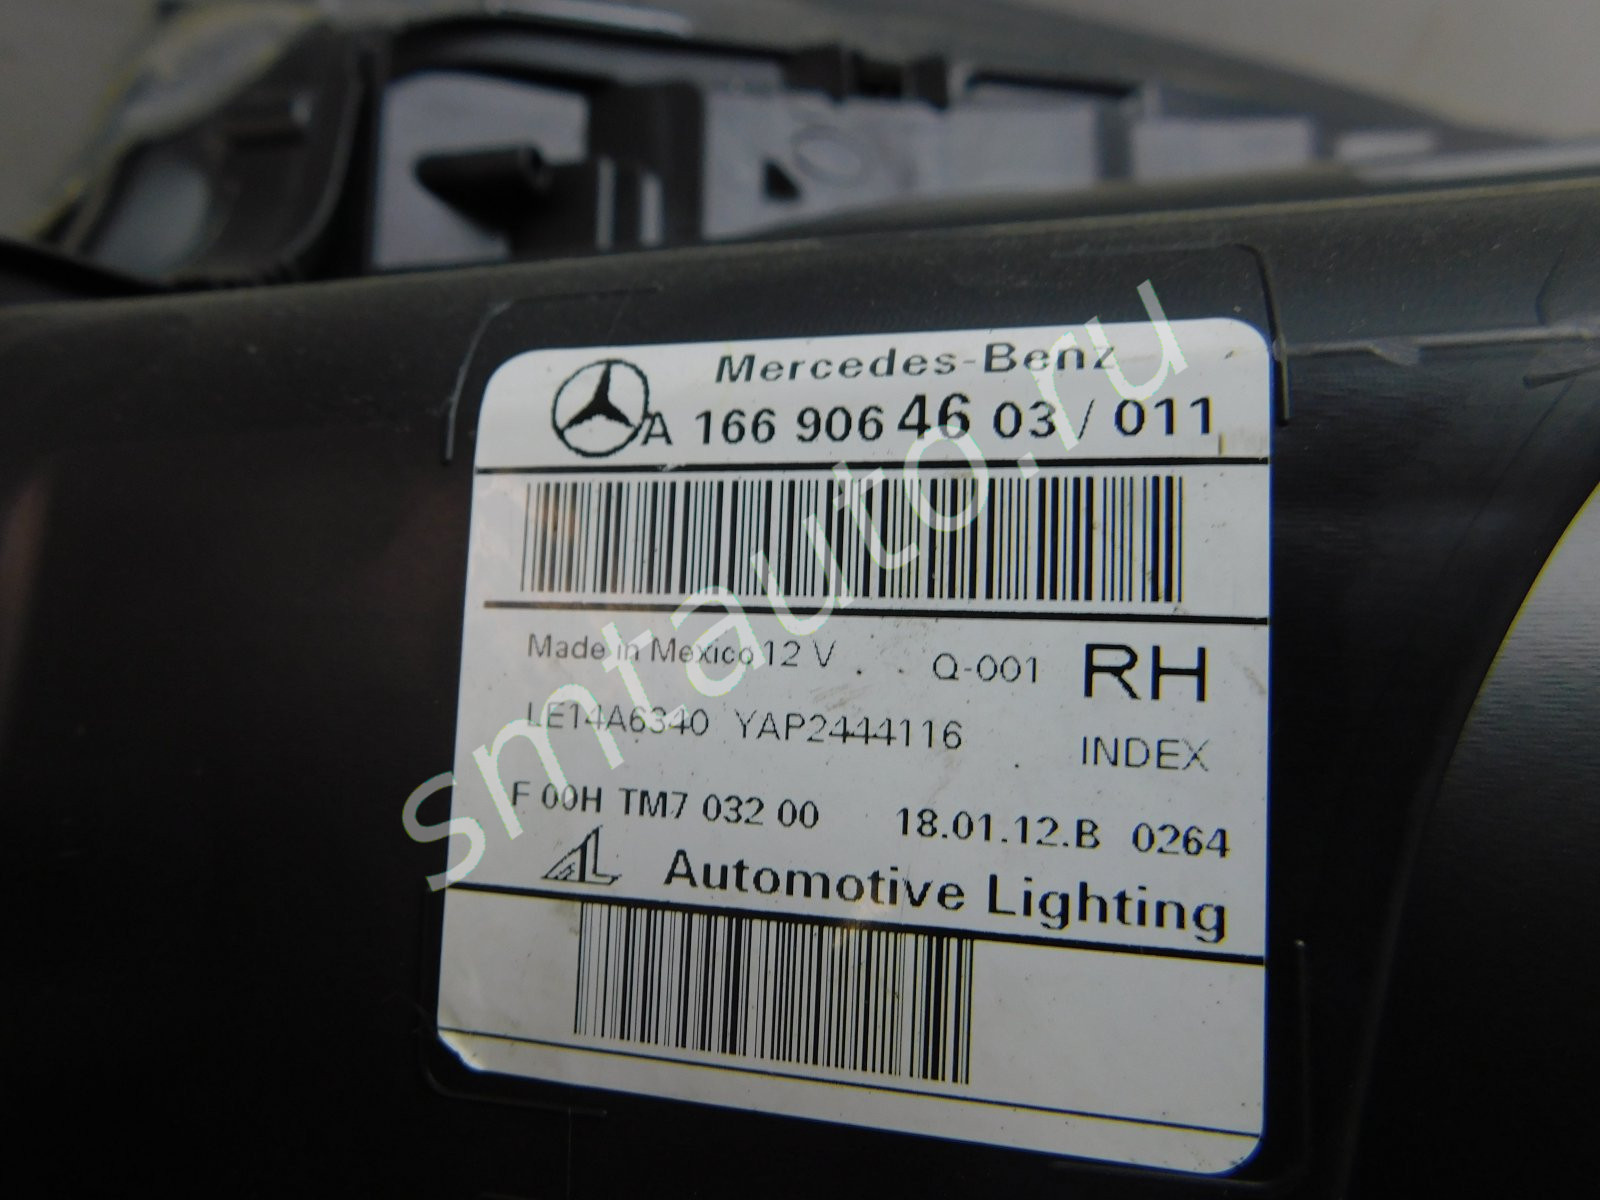 Mercedes-Benz
A 166 906 46 03 / 011
Made in Mexico 12 V Q-001 RH
LE14A6340 YAP2444116 INDEX
F 00H TM7 032 00 18.01.12.B 0264
AL Automotive Lighting
smtauto.ru